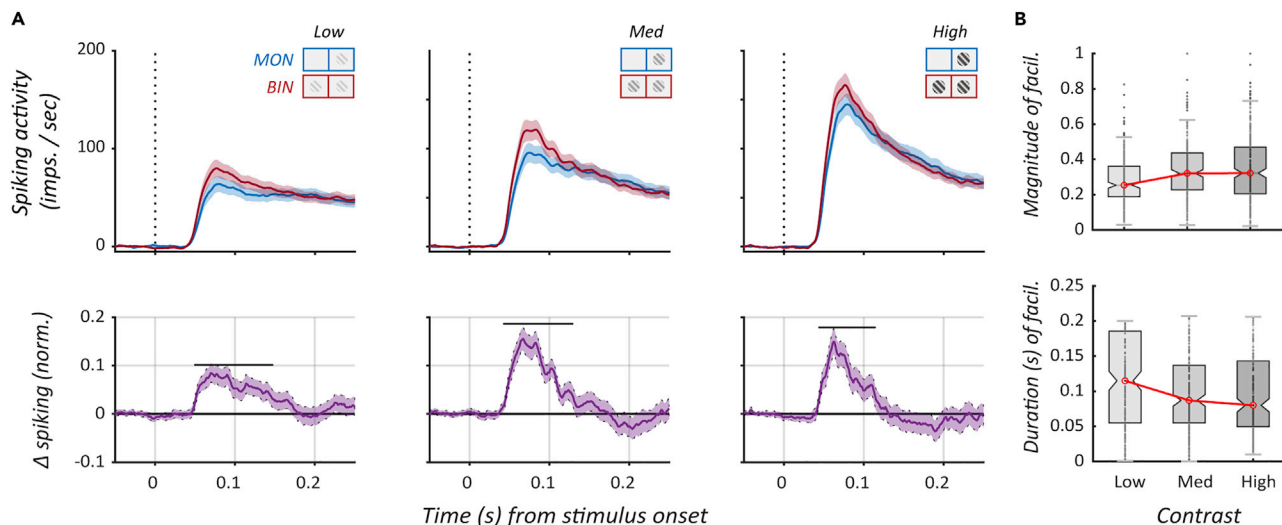 A
B
Low
Med
High
MON
BIN
Spiking activity
(imps. / sec)
200
100
0
Δ spiking (norm.)
0.2
0.1
0
-0.1
0 0.1 0.2
0 0.1 0.2
0 0.1 0.2
Time (s) from stimulus onset
Magnitude of facil.
1
0.8
0.6
0.4
0.2
0
Duration (s) of facil.
0.25
0.2
0.15
0.1
0.05
0
Low Med High
Contrast